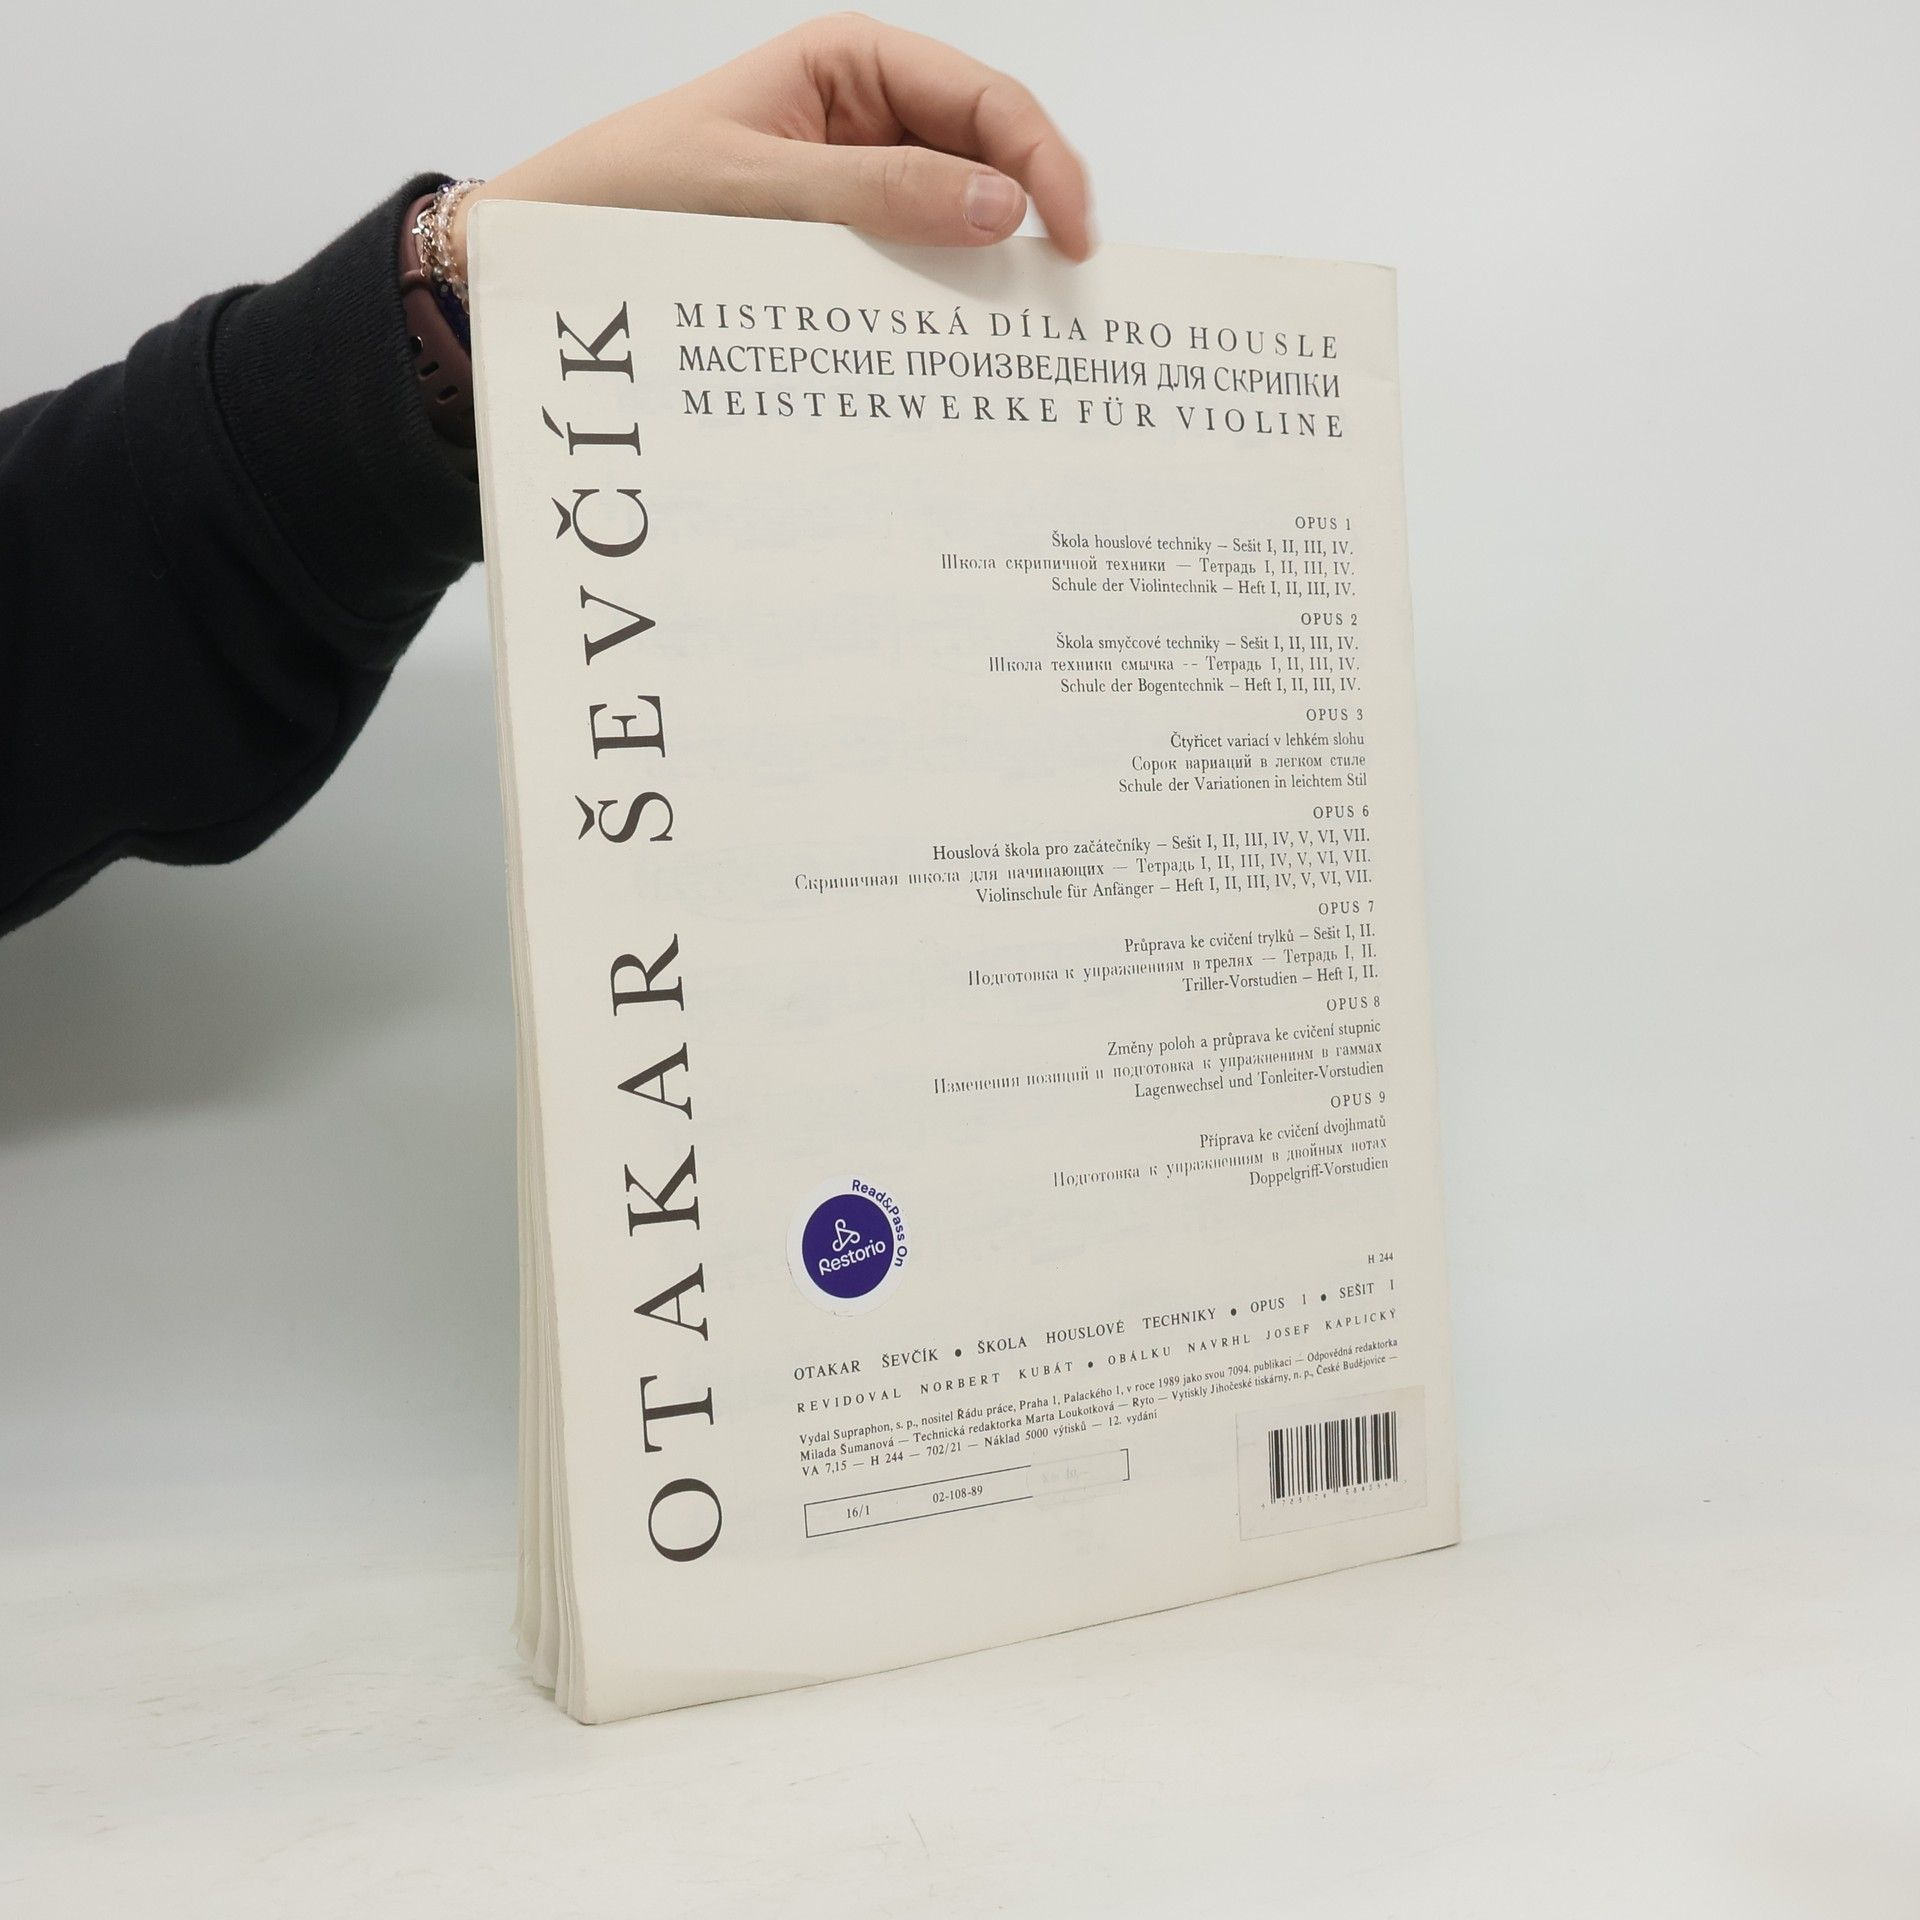 OTAKAR ŠEVČÍK
MISTROVSKÁ DÍLA PRO HOUSLE
МАСТЕРСКИЕ ПРОИЗВЕДЕНИЯ ДЛЯ СКРИПКИ
MEISTERWERKE FÜR VIOLINE
OPUS 1
Škola houslové techniky – Sešit I, II, III, IV.
Школа скрипичной техники — Тетрадь I, II, III, IV.
Schule der Violintechnik – Heft I, II, III, IV.
OPUS 2
Škola smyčcové techniky – Sešit I, II, III, IV.
Школа техники смычка -- Тетрадь I, II, III, IV.
Schule der Bogentechnik – Heft I, II, III, IV.
OPUS 3
Čtyřicet variací v lehkém slohu
Сорок вариаций в легком стиле
Schule der Variationen in leichtem Stil
OPUS 6
Houslová škola pro začátečníky – Sešit I, II, III, IV, V, VI, VII.
Скрипичная школа для начинающих — Тетрадь I, II, III, IV, V, VI, VII.
Violinschule für Anfänger – Heft I, II, III, IV, V, VI, VII.
OPUS 7
Průprava ke cvičení trylků – Sešit I, II.
Подготовка к упражнениям в трелях — Тетрадь I, II.
Triller-Vorstudien – Heft I, II.
OPUS 8
Změny poloh a průprava ke cvičení stupnic
Изменения позиций и подготовка к упражнениям в гаммах
Lagenwechsel und Tonleiter-Vorstudien
OPUS 9
Příprava ke cvičení dvojhmatů
Подготовка к упражнениям в двойных нотах
Doppelgriff-Vorstudien
Read&Pass On
Restorio
H 244
OTAKAR ŠEVČÍK • ŠKOLA HOUSLOVÉ TECHNIKY • OPUS 1 • SEŠIT I
REVIDOVAL NORBERT KUBÁT • OBÁLKU NAVRHL JOSEF KAPLICKÝ
Vydal Supraphon, s. p., nositel Řádu práce, Praha 1, Palackého 1, v roce 1989 jako svou 7094. publikaci — Odpovědná redaktorka
Milada Šumanová — Technická redaktorka Marta Loukotková — Ryto — Vytiskly Jihočeské tiskárny, n. p., České Budějovice —
VA 7,15 — H 244 — 702/21 — Náklad 5000 výtisků — 12. vydání
16/1 02-108-89